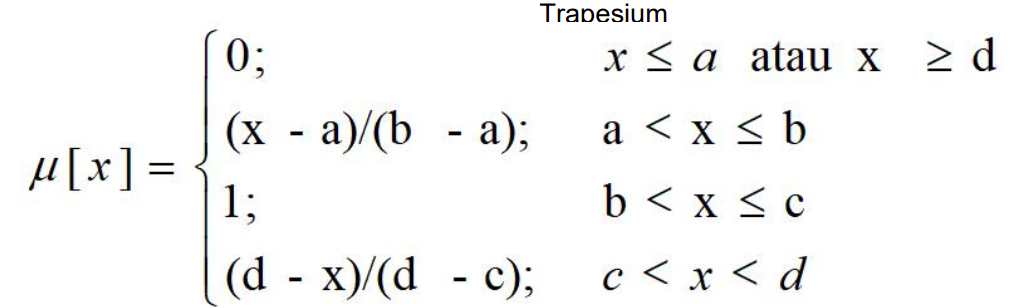 Trapesium
0; x ≤ a atau x ≥ d
(x - a)/(b - a); a < x ≤ b
μ[x] =
1; b < x ≤ c
(d - x)/(d - c); c < x < d